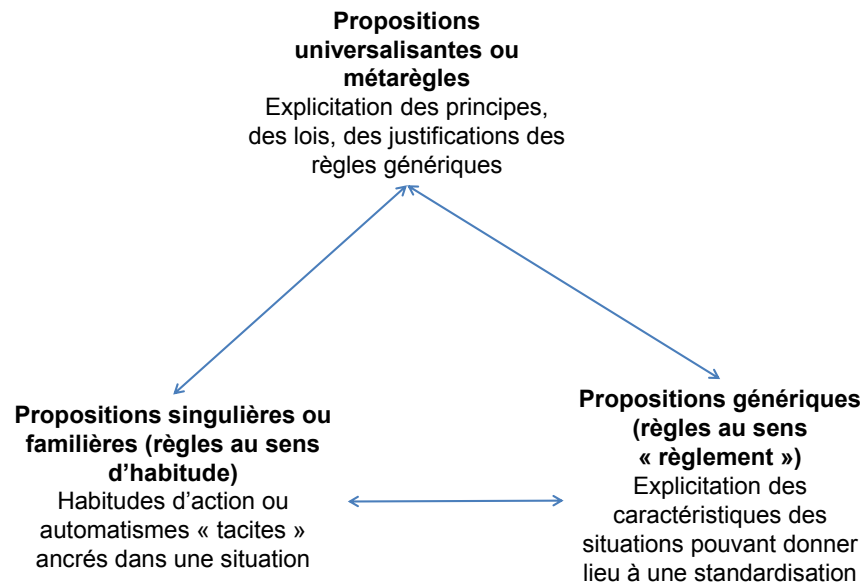 Propositions
universalisantes ou
métarègles
Explicitation des principes,
des lois, des justifications des
règles génériques
Propositions singulières ou
familières (règles au sens
d’habitude)
Habitudes d’action ou
automatismes « tacites »
ancrés dans une situation
Propositions génériques
(règles au sens
« règlement »)
Explicitation des
caractéristiques des
situations pouvant donner
lieu à une standardisation